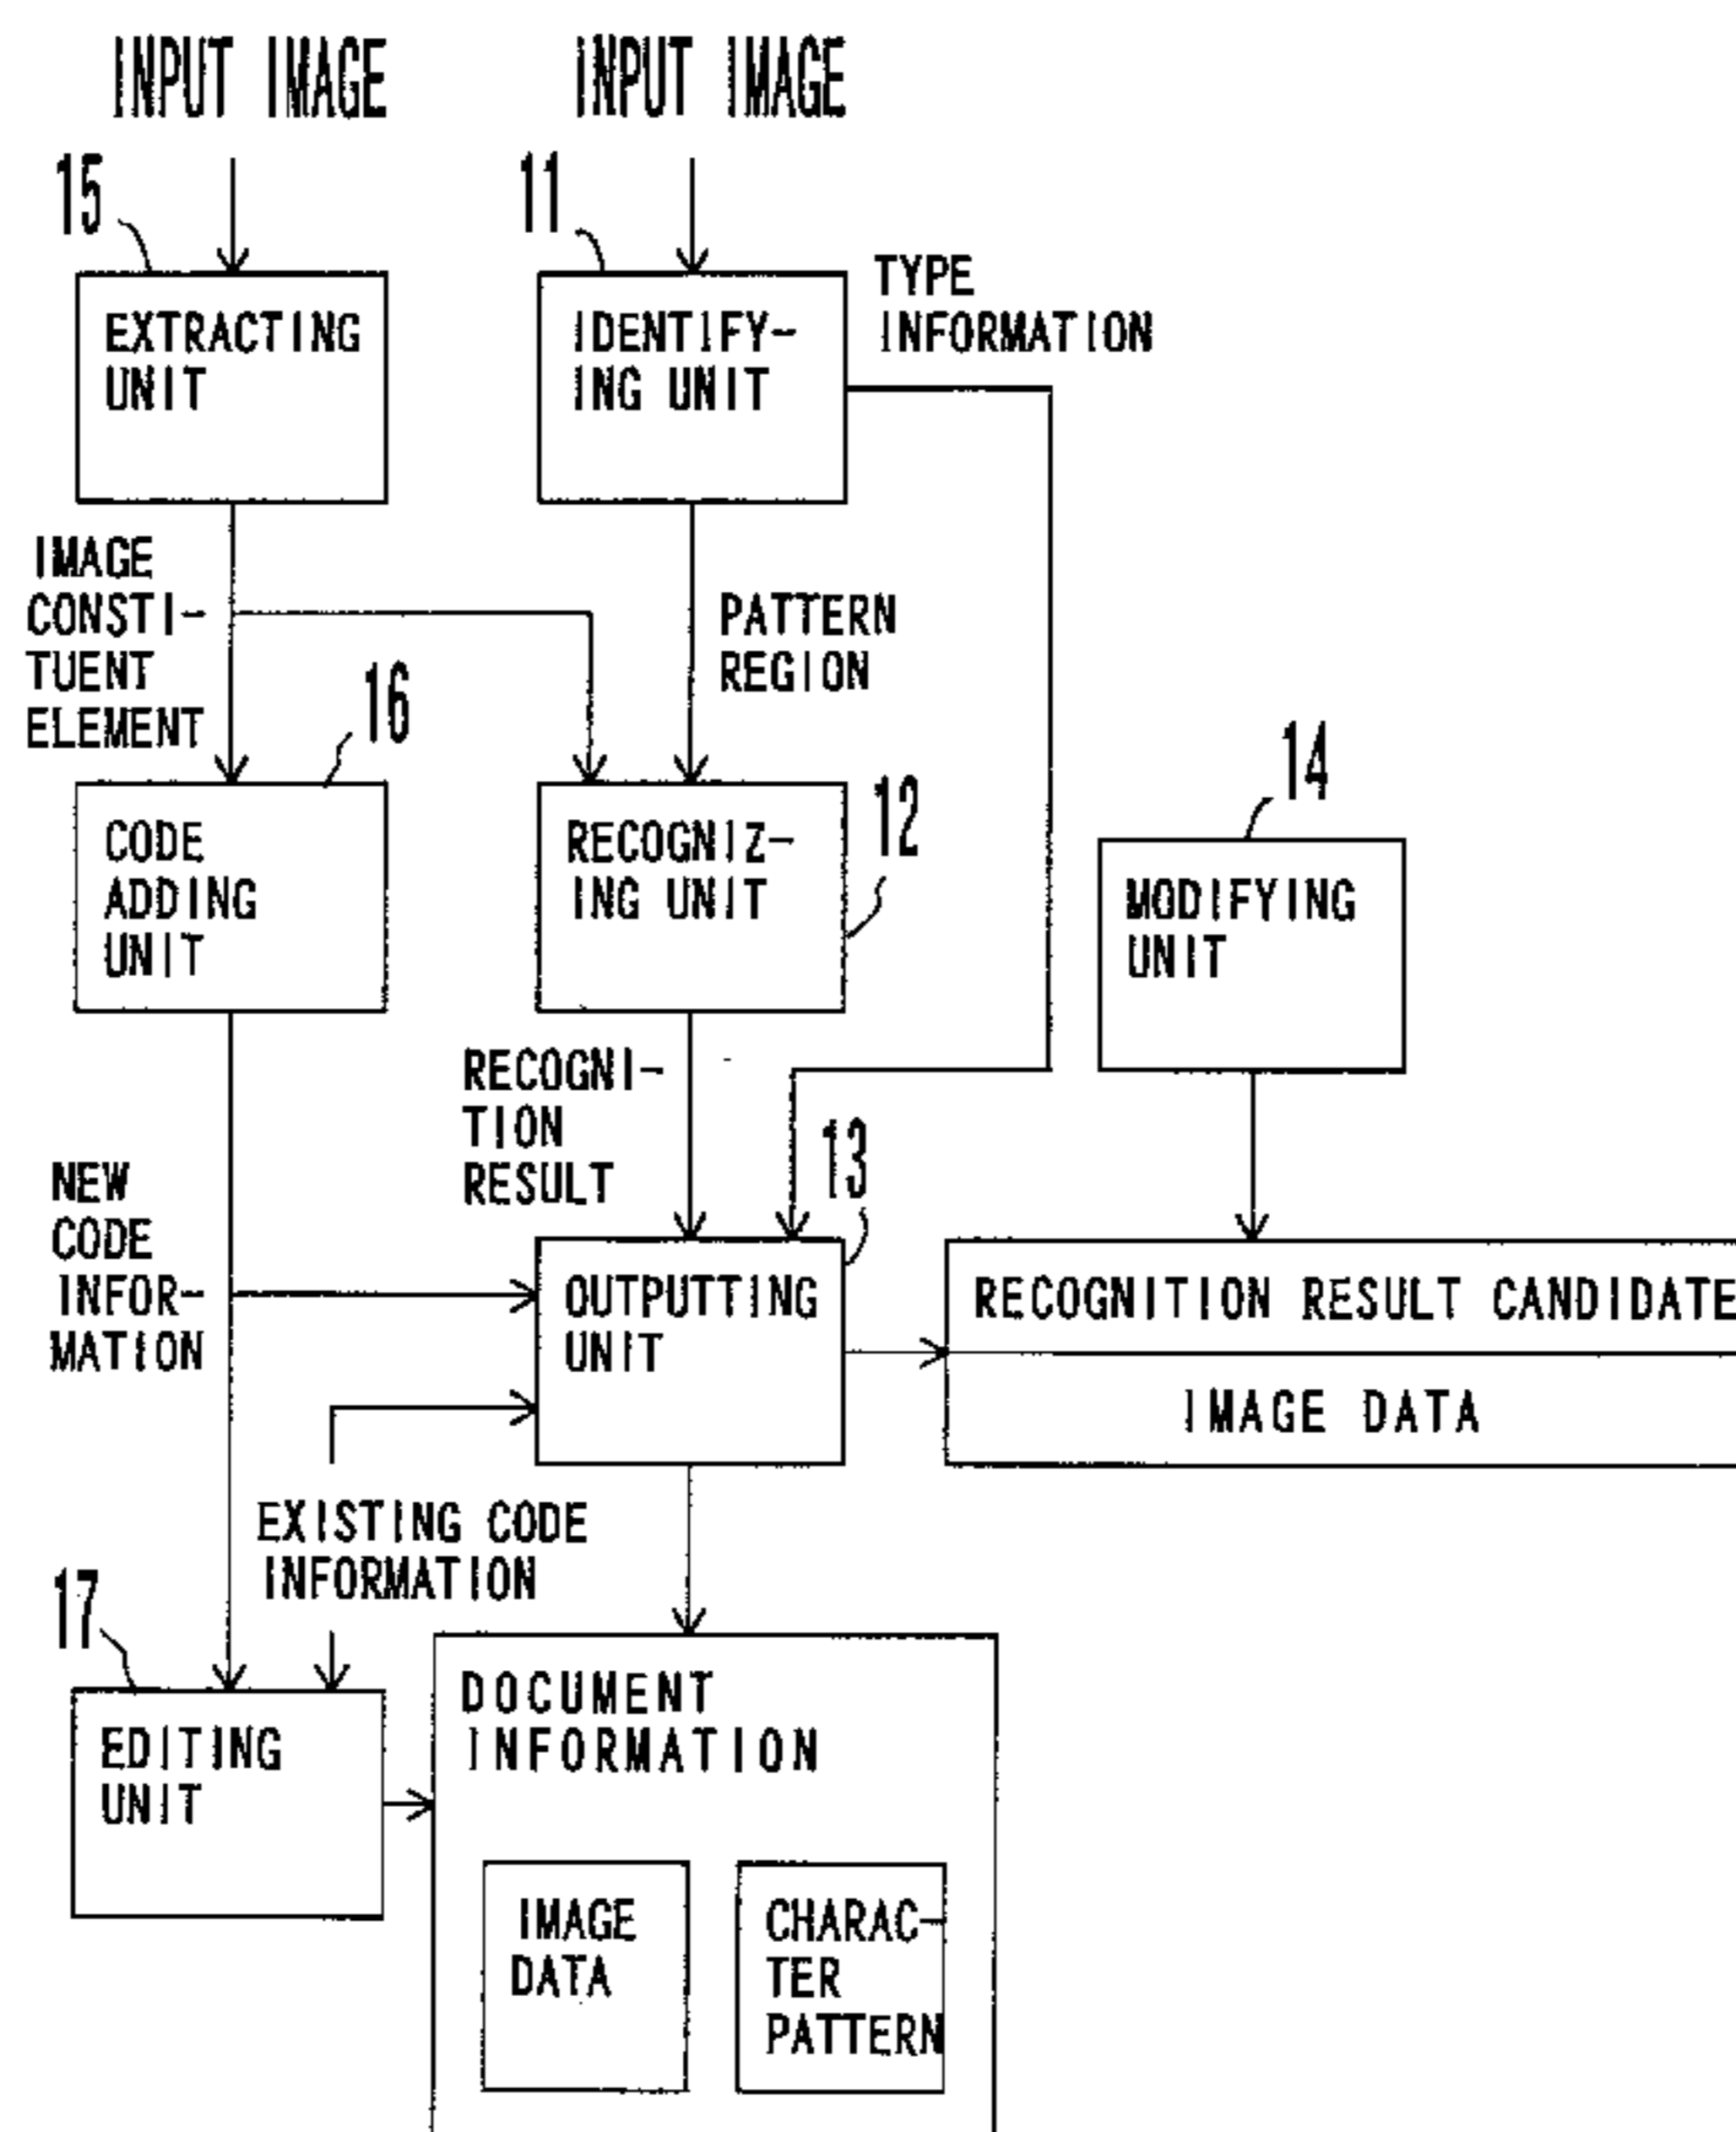 INPUT IMAGE
INPUT IMAGE
15
11
TYPE
INFORMATION
EXTRACTING
UNIT
IDENTIFY-
ING UNIT
IMAGE
CONSTI-
TUENT
ELEMENT
PATTERN
REGION
16
12
14
CODE
ADDING
UNIT
RECOGNIZ-
ING UNIT
MODIFYING
UNIT
RECOGNI-
TION
RESULT
13
NEW
CODE
INFOR-
MATION
OUTPUTTING
UNIT
RECOGNITION RESULT CANDIDATE
IMAGE DATA
EXISTING CODE
INFORMATION
17
EDITING
UNIT
DOCUMENT
INFORMATION
IMAGE
DATA
CHARAC-
TER
PATTERN